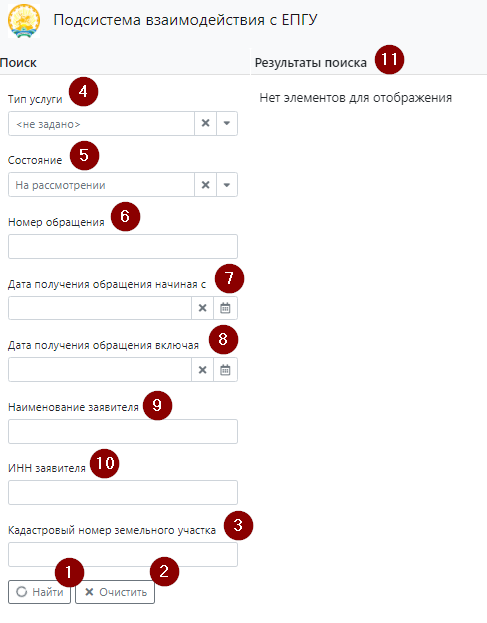 Подсистема взаимодействия с ЕПГУ
Поиск
Результаты поиска 11
Нет элементов для отображения
Тип услуги 4
<не задано>
Состояние 5
На рассмотрении
Номер обращения 6
Дата получения обращения начиная с 7
Дата получения обращения включая 8
Наименование заявителя 9
ИНН заявителя 10
Кадастровый номер земельного участка 3
1 2
Найти Очистить